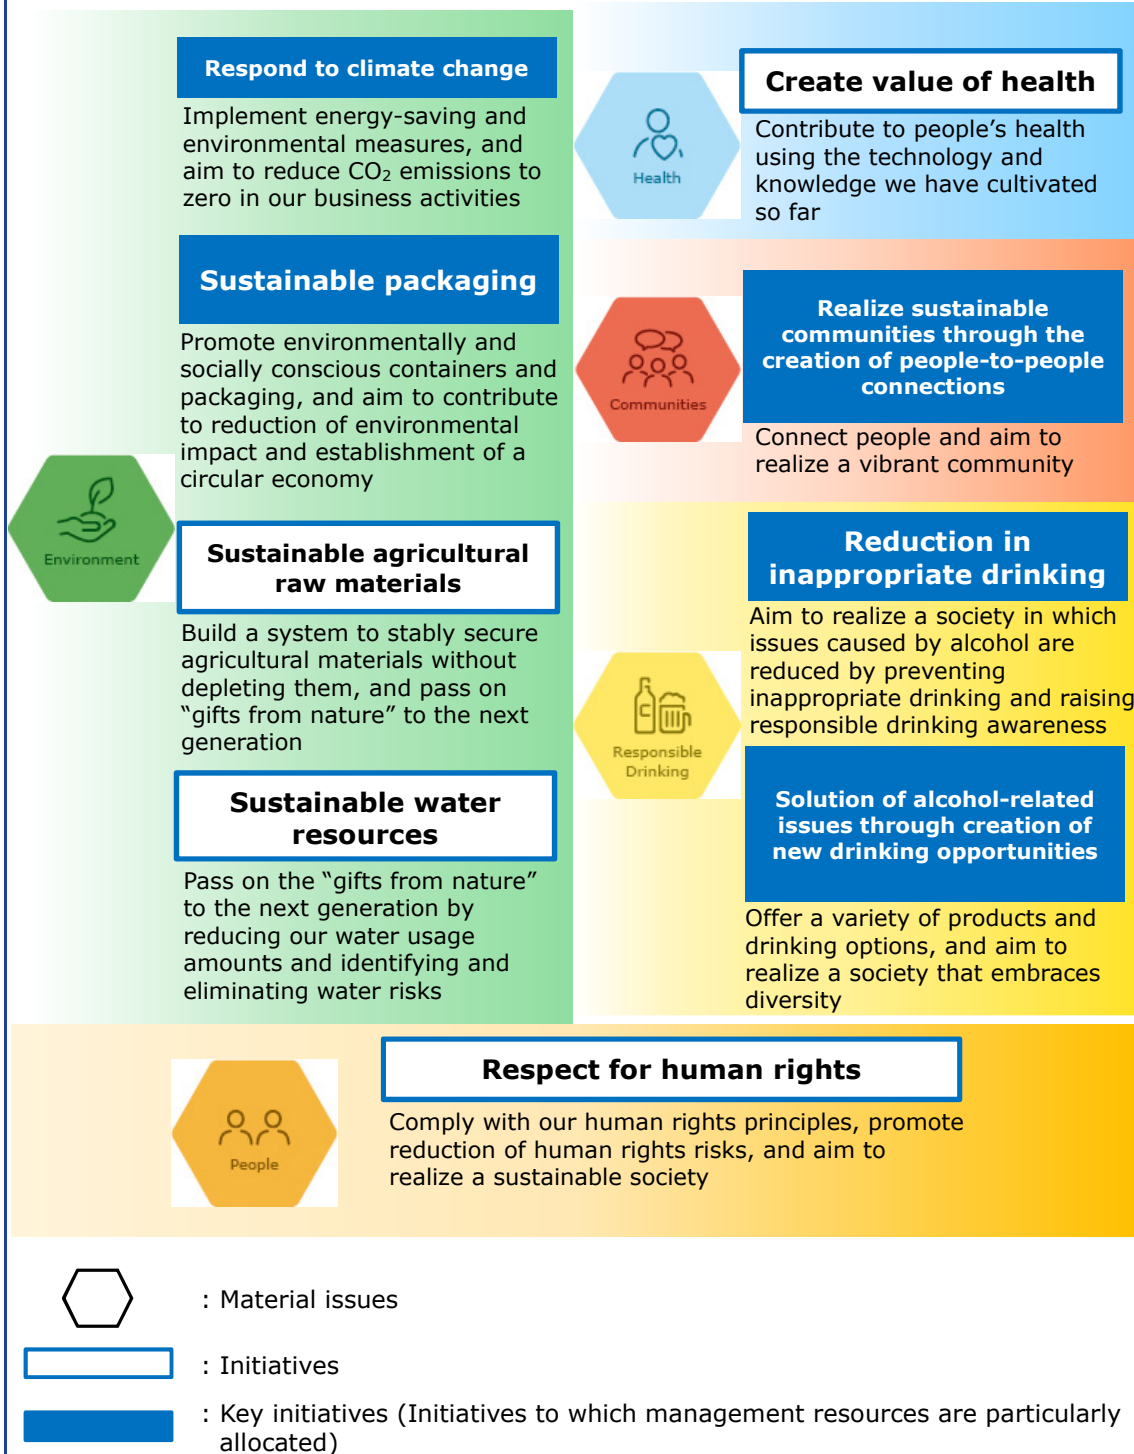 Respond to climate change
Implement energy-saving and
environmental measures, and
aim to reduce CO₂ emissions to
zero in our business activities
Sustainable packaging
Promote environmentally and
socially conscious containers and
packaging, and aim to contribute
to reduction of environmental
impact and establishment of a
circular economy
Environment
Sustainable agricultural
raw materials
Build a system to stably secure
agricultural materials without
depleting them, and pass on
“gifts from nature” to the next
generation
Sustainable water
resources
Pass on the “gifts from nature”
to the next generation by
reducing our water usage
amounts and identifying and
eliminating water risks
Health
Create value of health
Contribute to people’s health
using the technology and
knowledge we have cultivated
so far
Communities
Realize sustainable
communities through the
creation of people-to-people
connections
Connect people and aim to
realize a vibrant community
Reduction in
inappropriate drinking
Aim to realize a society in which
issues caused by alcohol are
reduced by preventing
inappropriate drinking and raising
responsible drinking awareness
Responsible
Drinking
Solution of alcohol-related
issues through creation of
new drinking opportunities
Offer a variety of products and
drinking options, and aim to
realize a society that embraces
diversity
People
Respect for human rights
Comply with our human rights principles, promote
reduction of human rights risks, and aim to
realize a sustainable society
: Material issues
: Initiatives
: Key initiatives (Initiatives to which management resources are particularly
allocated)